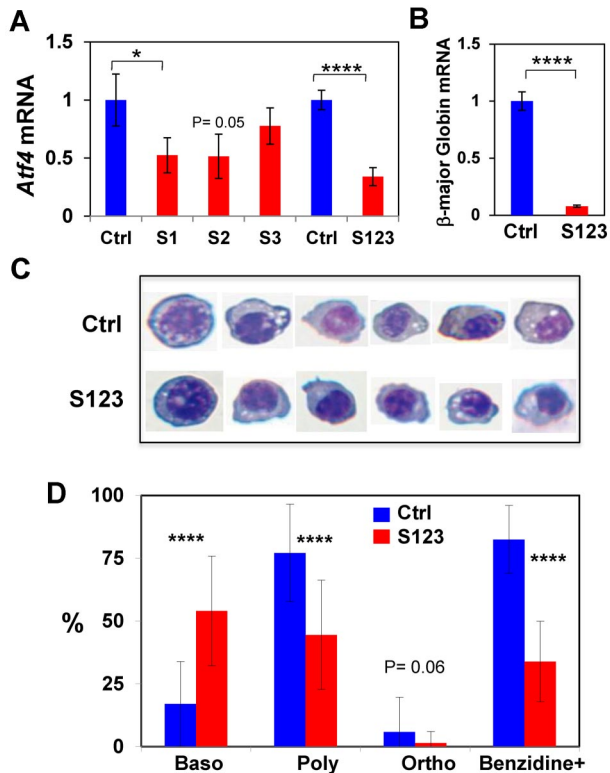 A
Atf4 mRNA
1.5
1
0.5
0
*
P= 0.05
****
Ctrl
S1
S2
S3
Ctrl
S123
B
β-major Globin mRNA
1.5
1
0.5
0
****
Ctrl
S123
C
Ctrl
S123
D
%
100
75
50
25
0
Ctrl
S123
****
****
P= 0.06
****
Baso
Poly
Ortho
Benzidine+